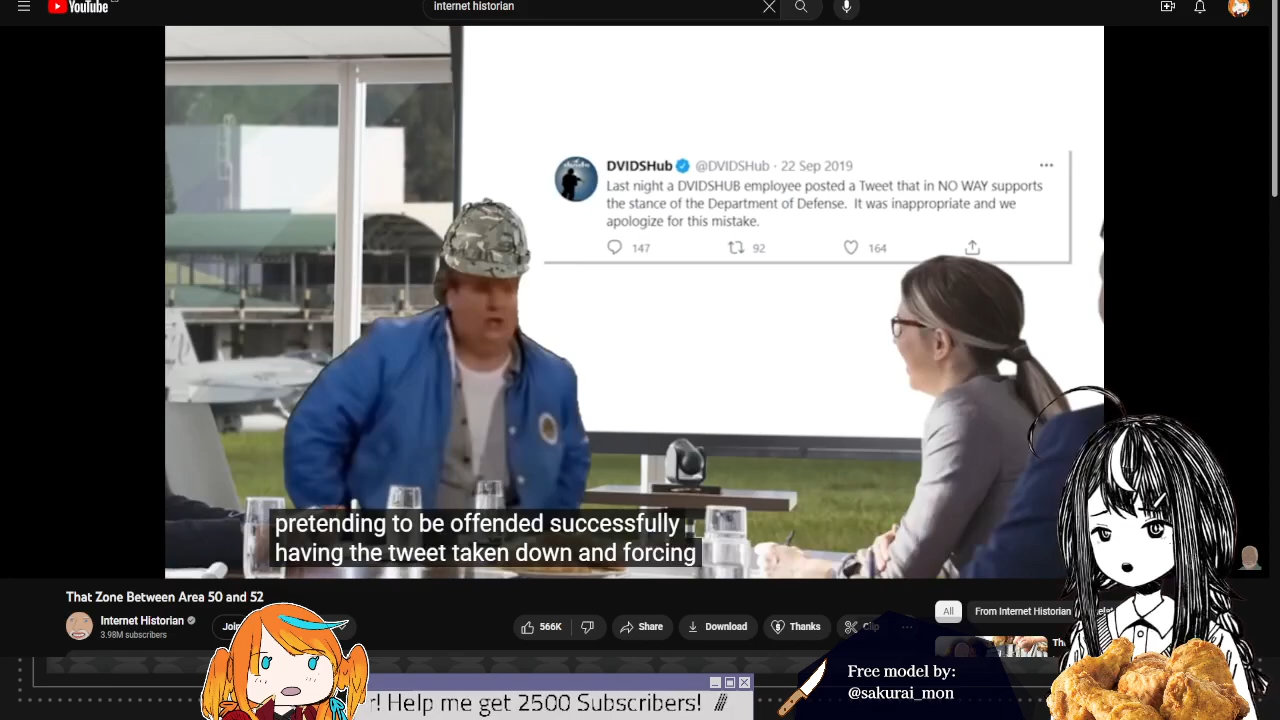 YouTube
internet historian
DVIDSHub @DVIDSHub · 22 Sep 2019
Last night a DVIDSHUB employee posted a Tweet that in NO WAY supports
the stance of the Department of Defense. It was inappropriate and we
apologize for this mistake.
147 92 164
pretending to be offended successfully
having the tweet taken down and forcing
That Zone Between Area 50 and 52
Internet Historian
3.98M subscribers
Join
566K
Share
Download
Thanks
Clip
All
From Internet Historian
r! Help me get 2500 Subscribers! //
Free model by:
@sakurai_mon